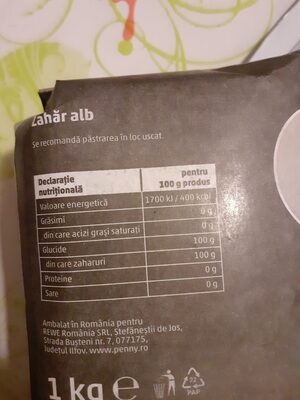 Zahăr alb
Se recomandă păstrarea în loc uscat.
Declarație nutrițională pentru 100 g produs
Valoare energetică 1700 kJ / 400 kcal
Grăsimi 0 g
din care acizi grași saturați 0 g
Glucide 100 g
din care zaharuri 100 g
Proteine 0 g
Sare 0 g
Ambalat în România pentru
REWE România SRL, Ștefăneștii de Jos,
Strada Bușteni nr. 7, 077175,
Județul Ilfov. www.penny.ro
1 kg e
22
PAP